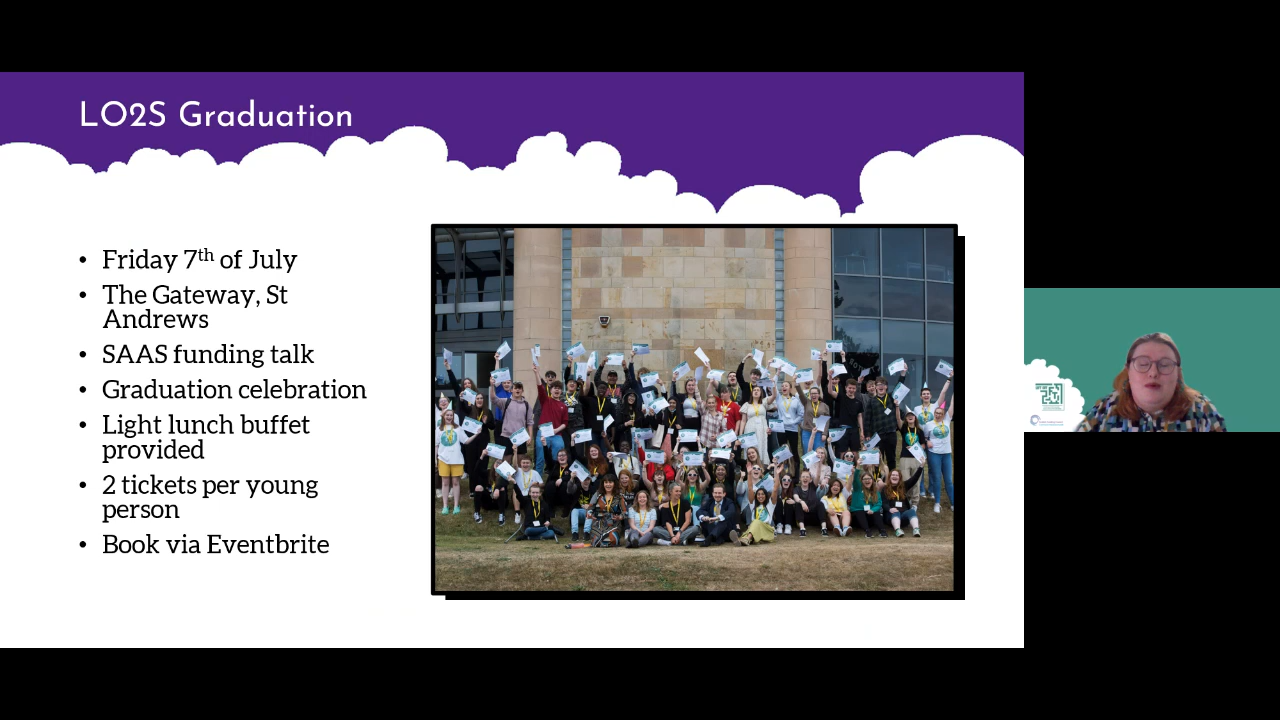 LO2S Graduation
• Friday 7th of July
• The Gateway, St
Andrews
• SAAS funding talk
• Graduation celebration
• Light lunch buffet
provided
• 2 tickets per young
person
• Book via Eventbrite